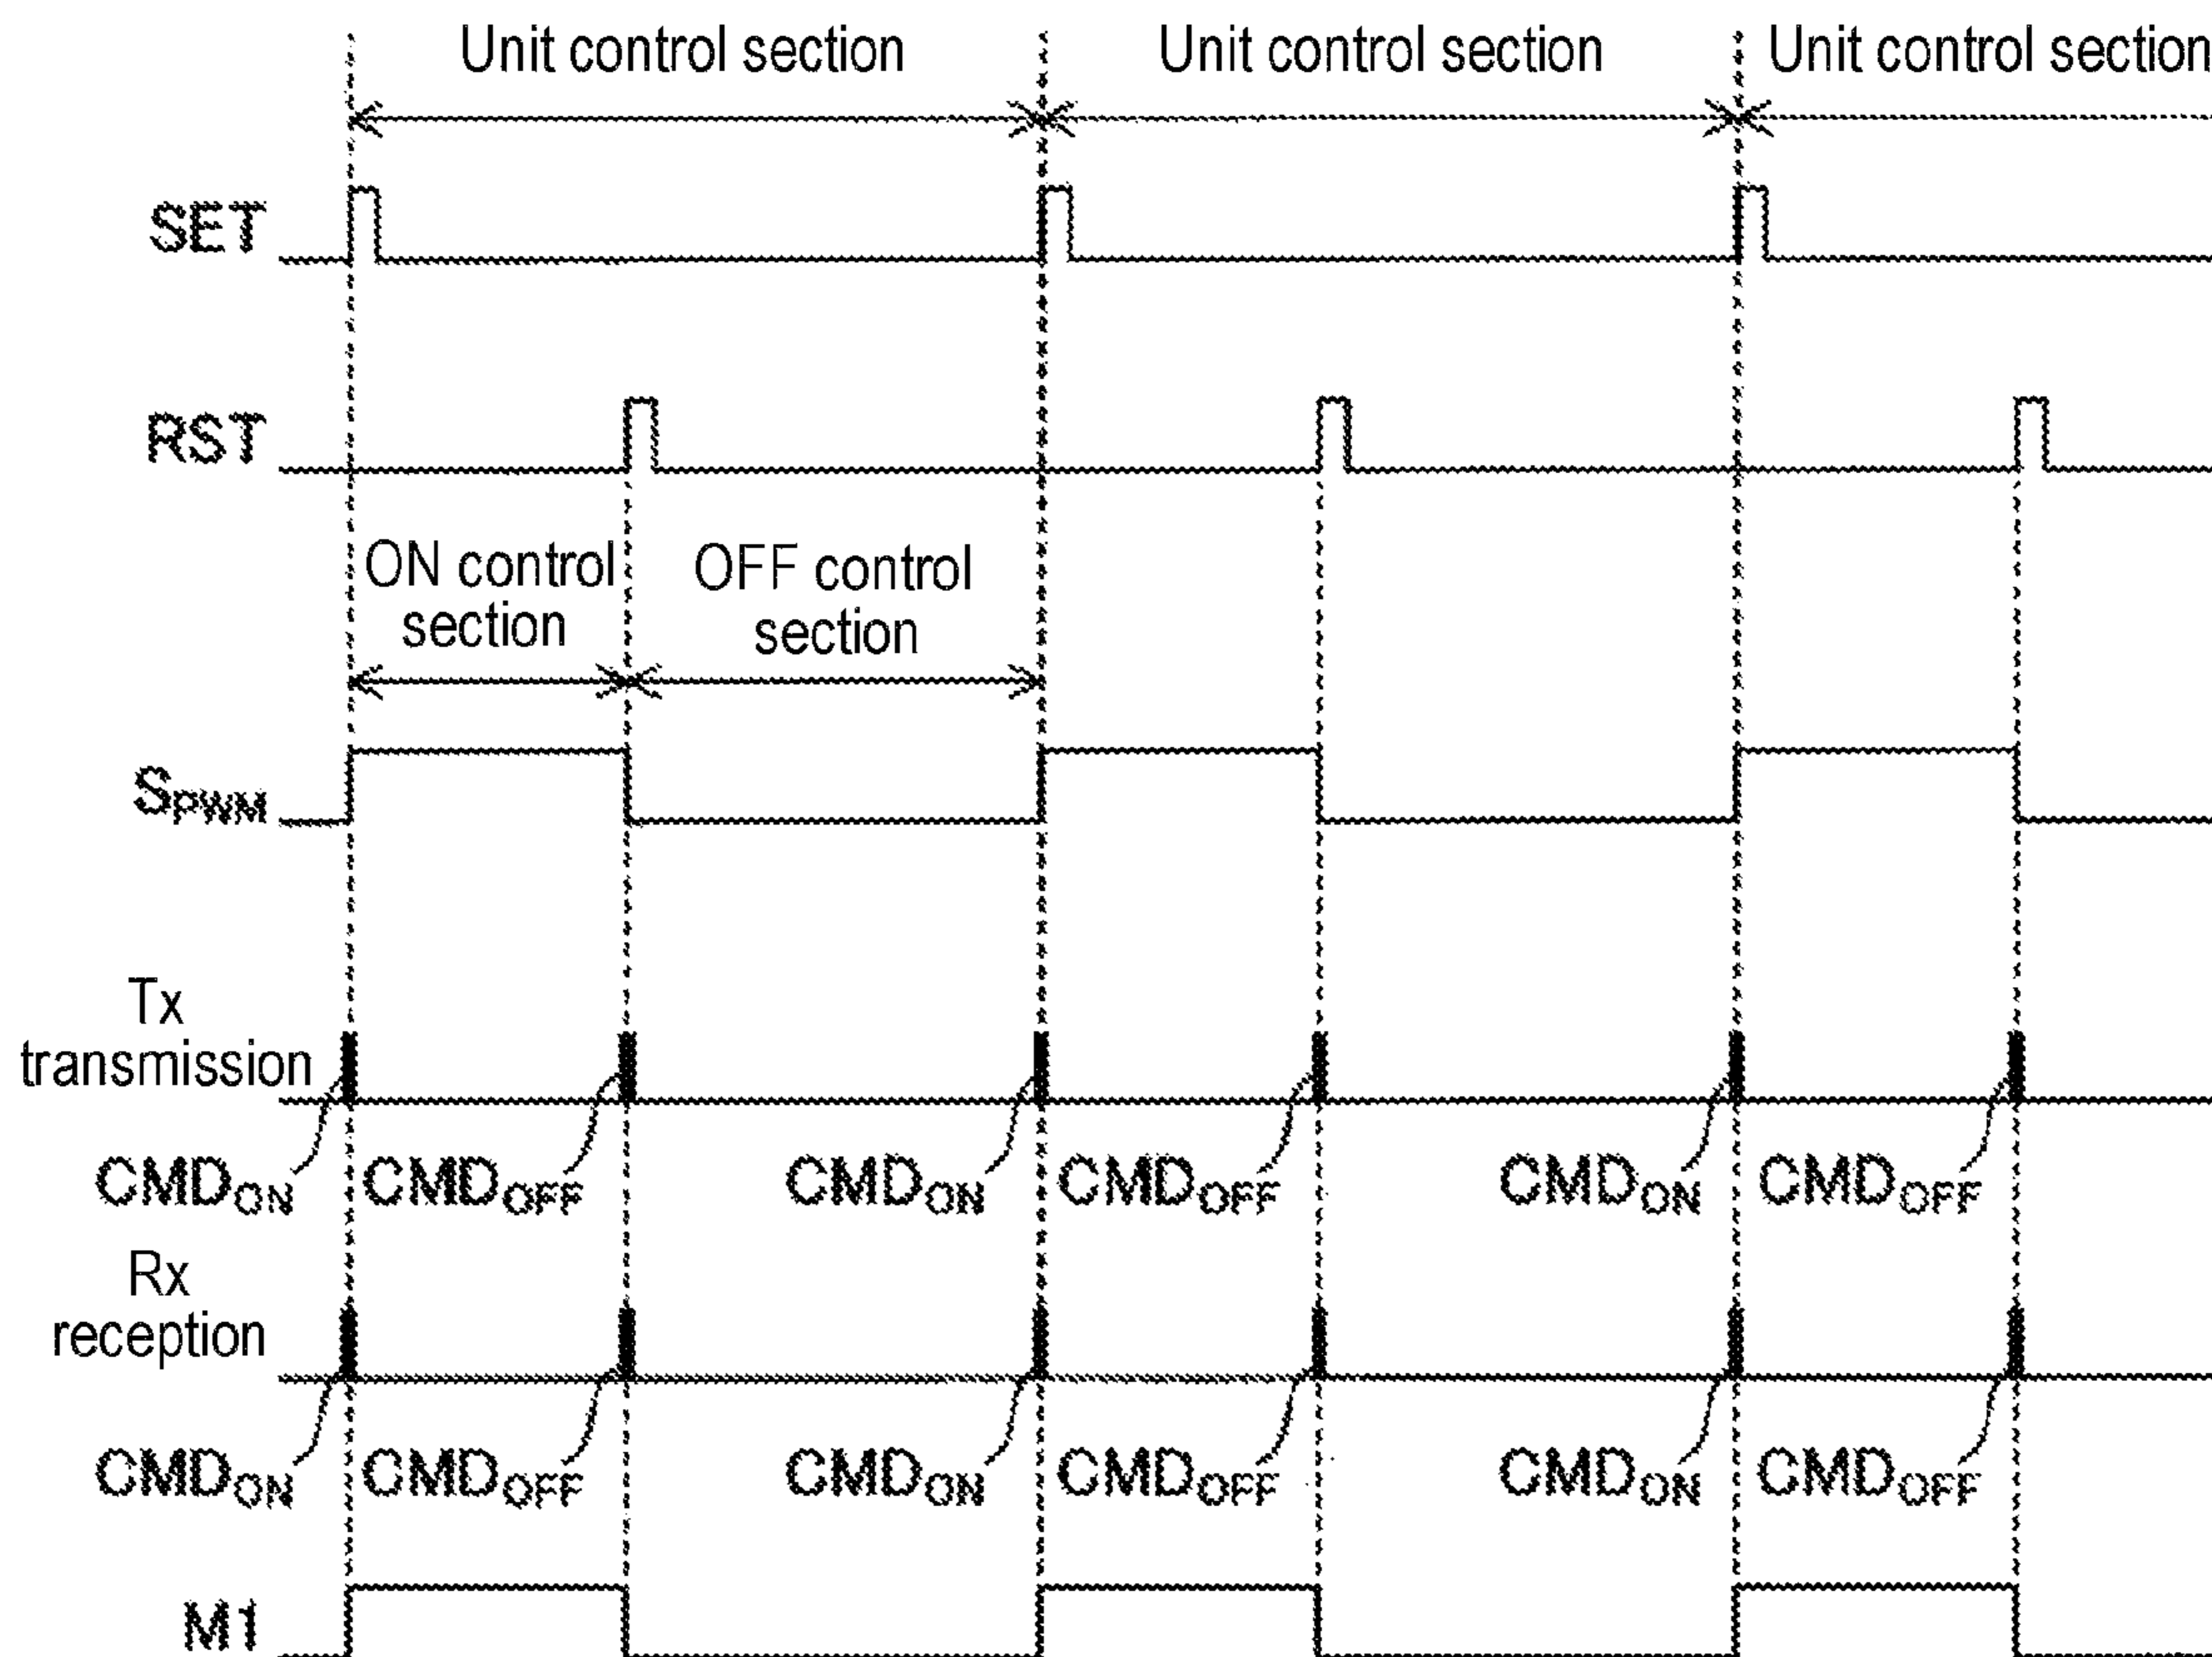 Unit control section Unit control section Unit control section
SET
RST
ON control OFF control
section section
SPWM
Tx
transmission
CMDON CMDOFF CMDON CMDOFF CMDON CMDOFF
Rx
reception
CMDON CMDOFF CMDON CMDOFF CMDON CMDOFF
M1